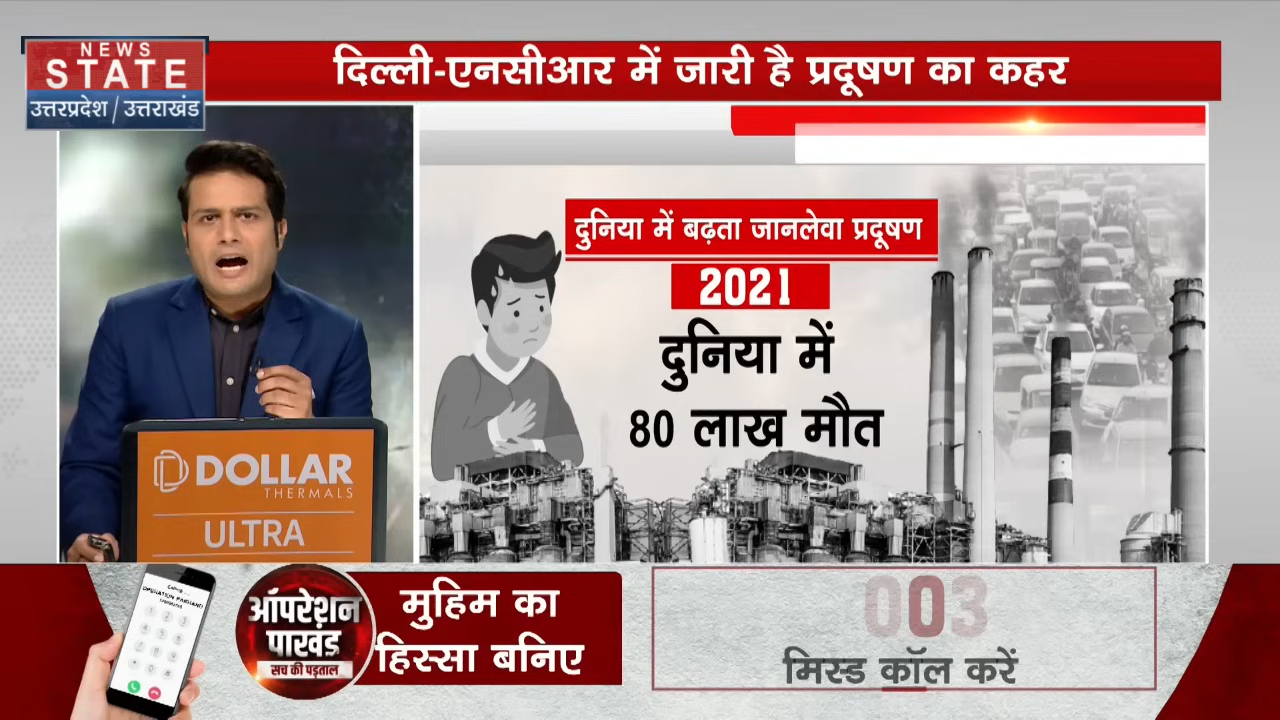 NEWS
STATE
उत्तरप्रदेश / उत्तराखंड
दिल्ली-एनसीआर में जारी है प्रदूषण का कहर
दुनिया में बढ़ता जानलेवा प्रदूषण
2021
दुनिया में
80 लाख मौत
DOLLAR
THERMALS
ULTRA
ऑपरेशन
पाखंड
सच की पड़ताल
मुहिम का
हिस्सा बनिए
003
मिस्ड कॉल करें